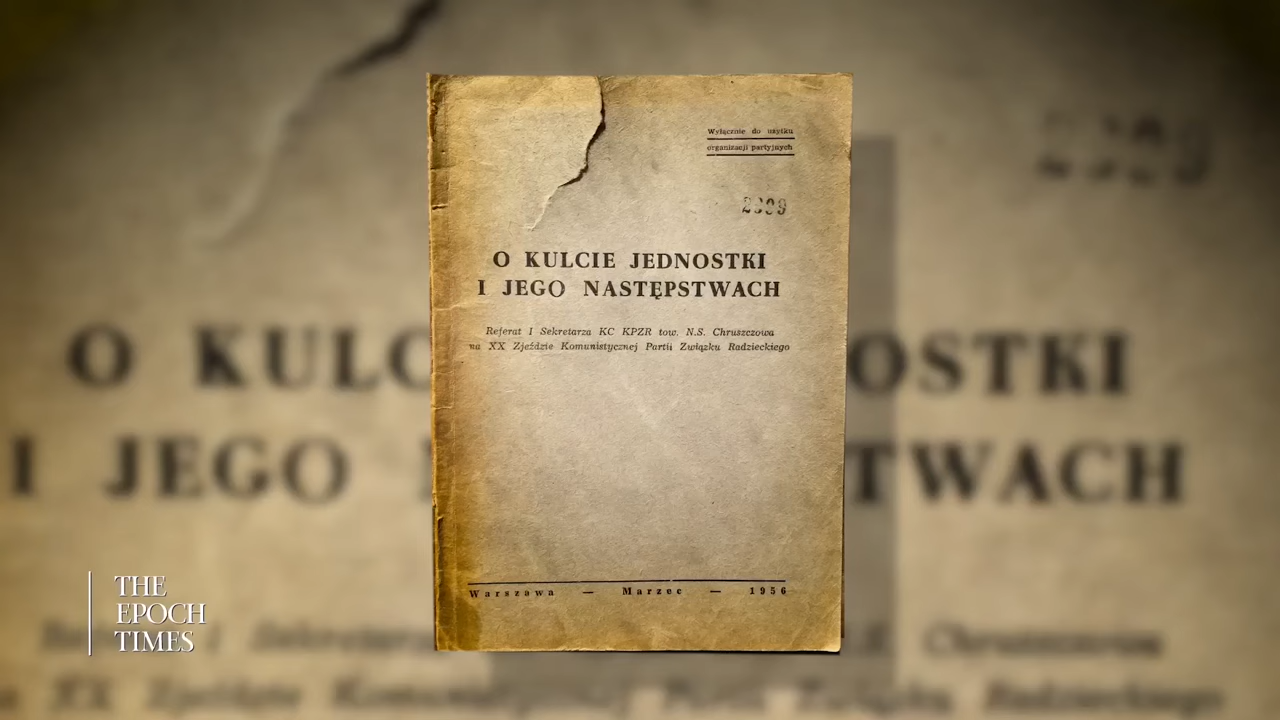 Wyłącznie do użytku
organizacji partyjnych
O KULCIE JEDNOSTKI
I JEGO NASTĘPSTWACH
Referat I Sekretarza KC KPZR tow. N.S. Chruszczowa
na XX Zjeździe Komunistycznej Partii Związku Radzieckiego
Warszawa — Marzec — 1956
THE
EPOCH
TIMES